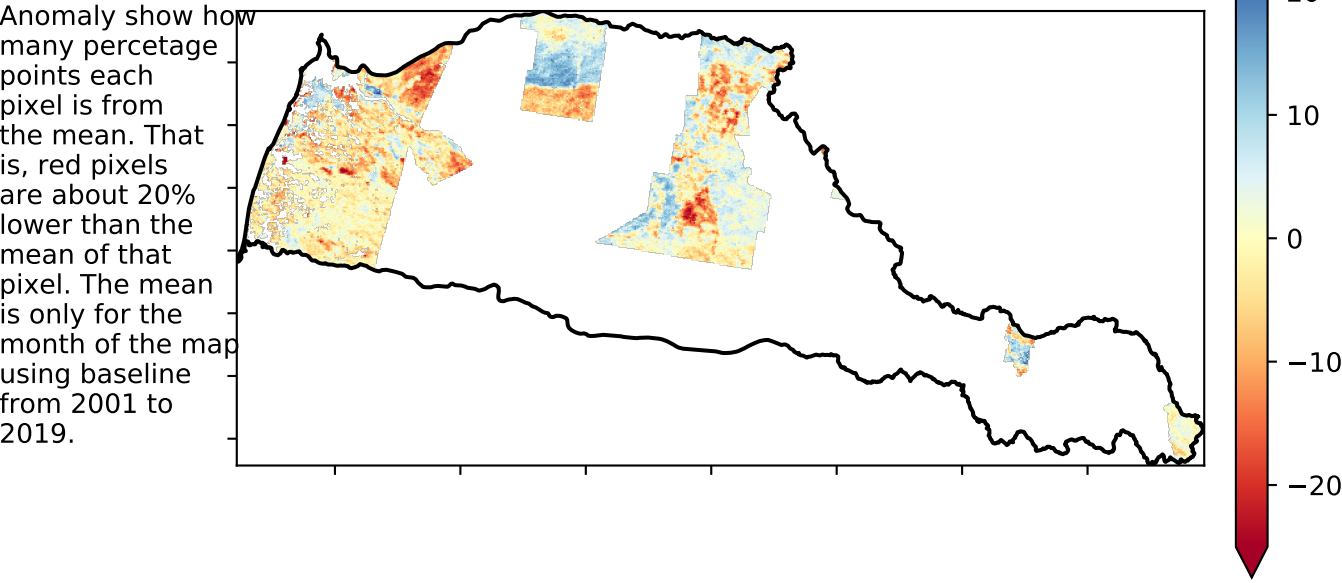 Anomaly show how
many percetage
points each
pixel is from
the mean. That
is, red pixels
are about 20%
lower than the
mean of that
pixel. The mean
is only for the
month of the map
using baseline
from 2001 to
2019.
10
0
−10
−20